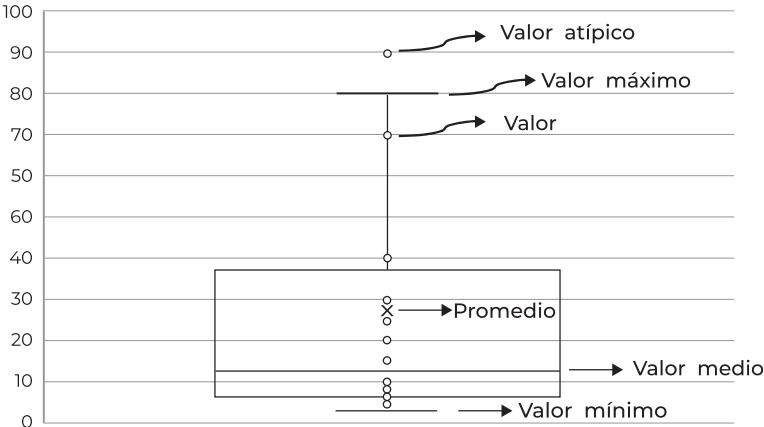 100
90
Valor atípico
80
Valor máximo
70
Valor
50
60
40
30
Promedio
20
10
Valor medio
0
Valor mínimo